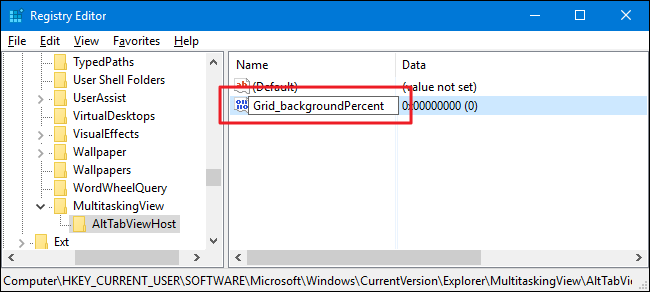 Registry Editor
File Edit View Favorites Help
TypedPaths
User Shell Folders
UserAssist
VirtualDesktops
VisualEffects
Wallpaper
Wallpapers
WordWheelQuery
MultitaskingView
AltTabViewHost
Ext
Name Data
ab (Default) (value not set)
Grid_backgroundPercent 0x00000000 (0)
Computer\HKEY_CURRENT_USER\SOFTWARE\Microsoft\Windows\CurrentVersion\Explorer\MultitaskingView\AltTabVi